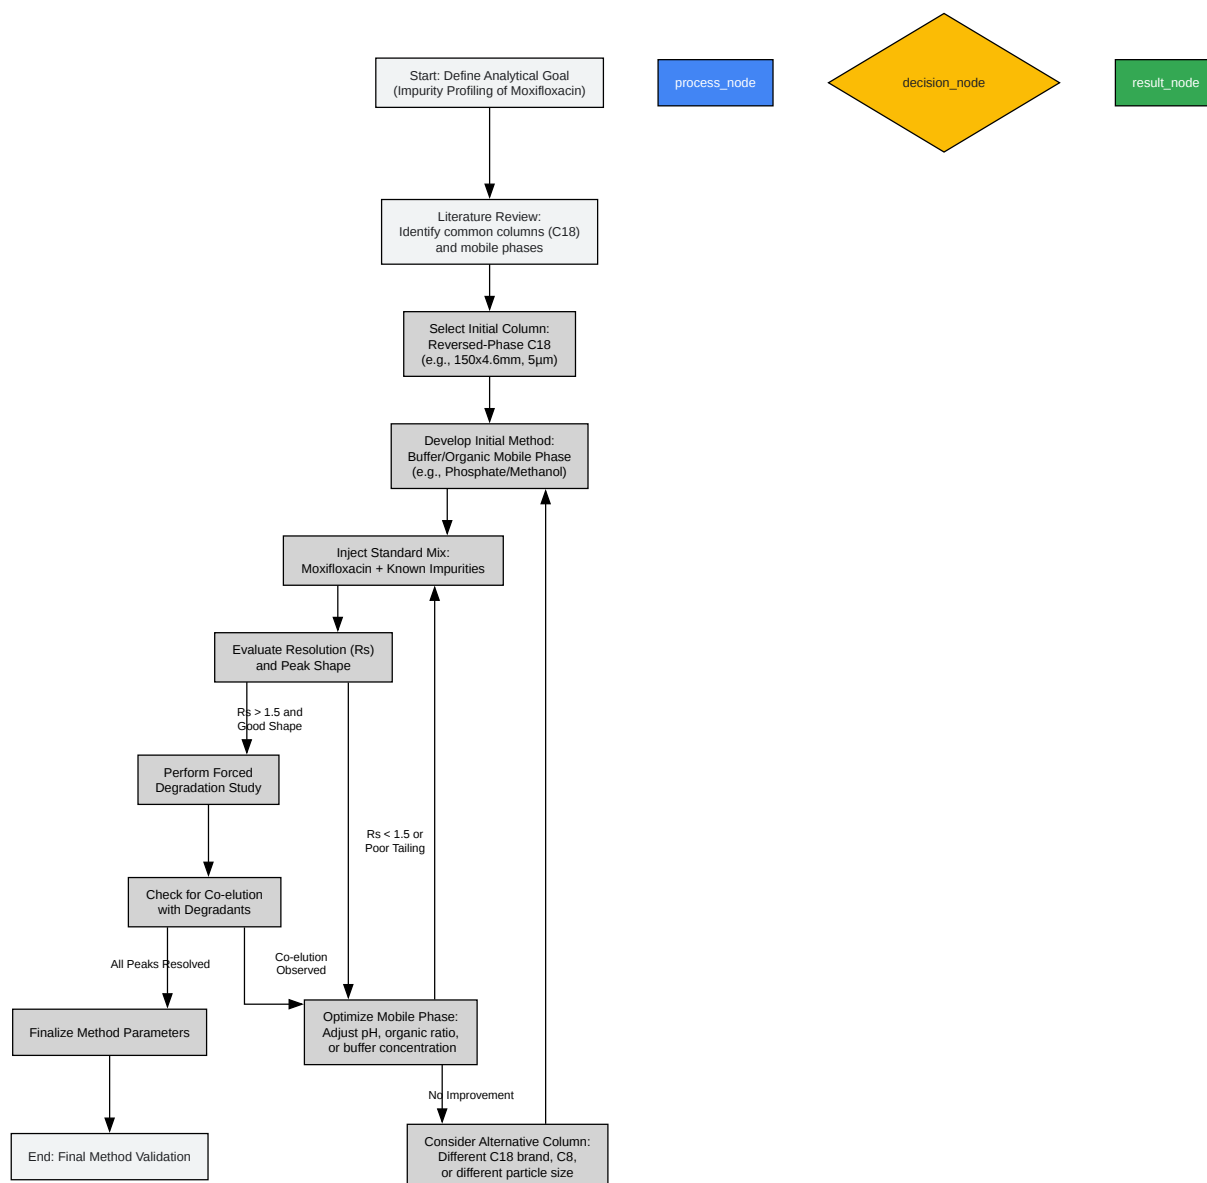 Start: Define Analytical Goal
(Impurity Profiling of Moxifloxacin)
process_node
decision_node
result_node
Literature Review:
Identify common columns (C18)
and mobile phases
Select Initial Column:
Reversed-Phase C18
(e.g., 150x4.6mm, 5µm)
Develop Initial Method:
Buffer/Organic Mobile Phase
(e.g., Phosphate/Methanol)
Inject Standard Mix:
Moxifloxacin + Known Impurities
Evaluate Resolution (Rs)
and Peak Shape
Rs > 1.5 and
Good Shape
Perform Forced
Degradation Study
Rs < 1.5 or
Poor Tailing
Check for Co-elution
with Degradants
All Peaks Resolved
Co-elution
Observed
Finalize Method Parameters
Optimize Mobile Phase:
Adjust pH, organic ratio,
or buffer concentration
No Improvement
End: Final Method Validation
Consider Alternative Column:
Different C18 brand, C8,
or different particle size